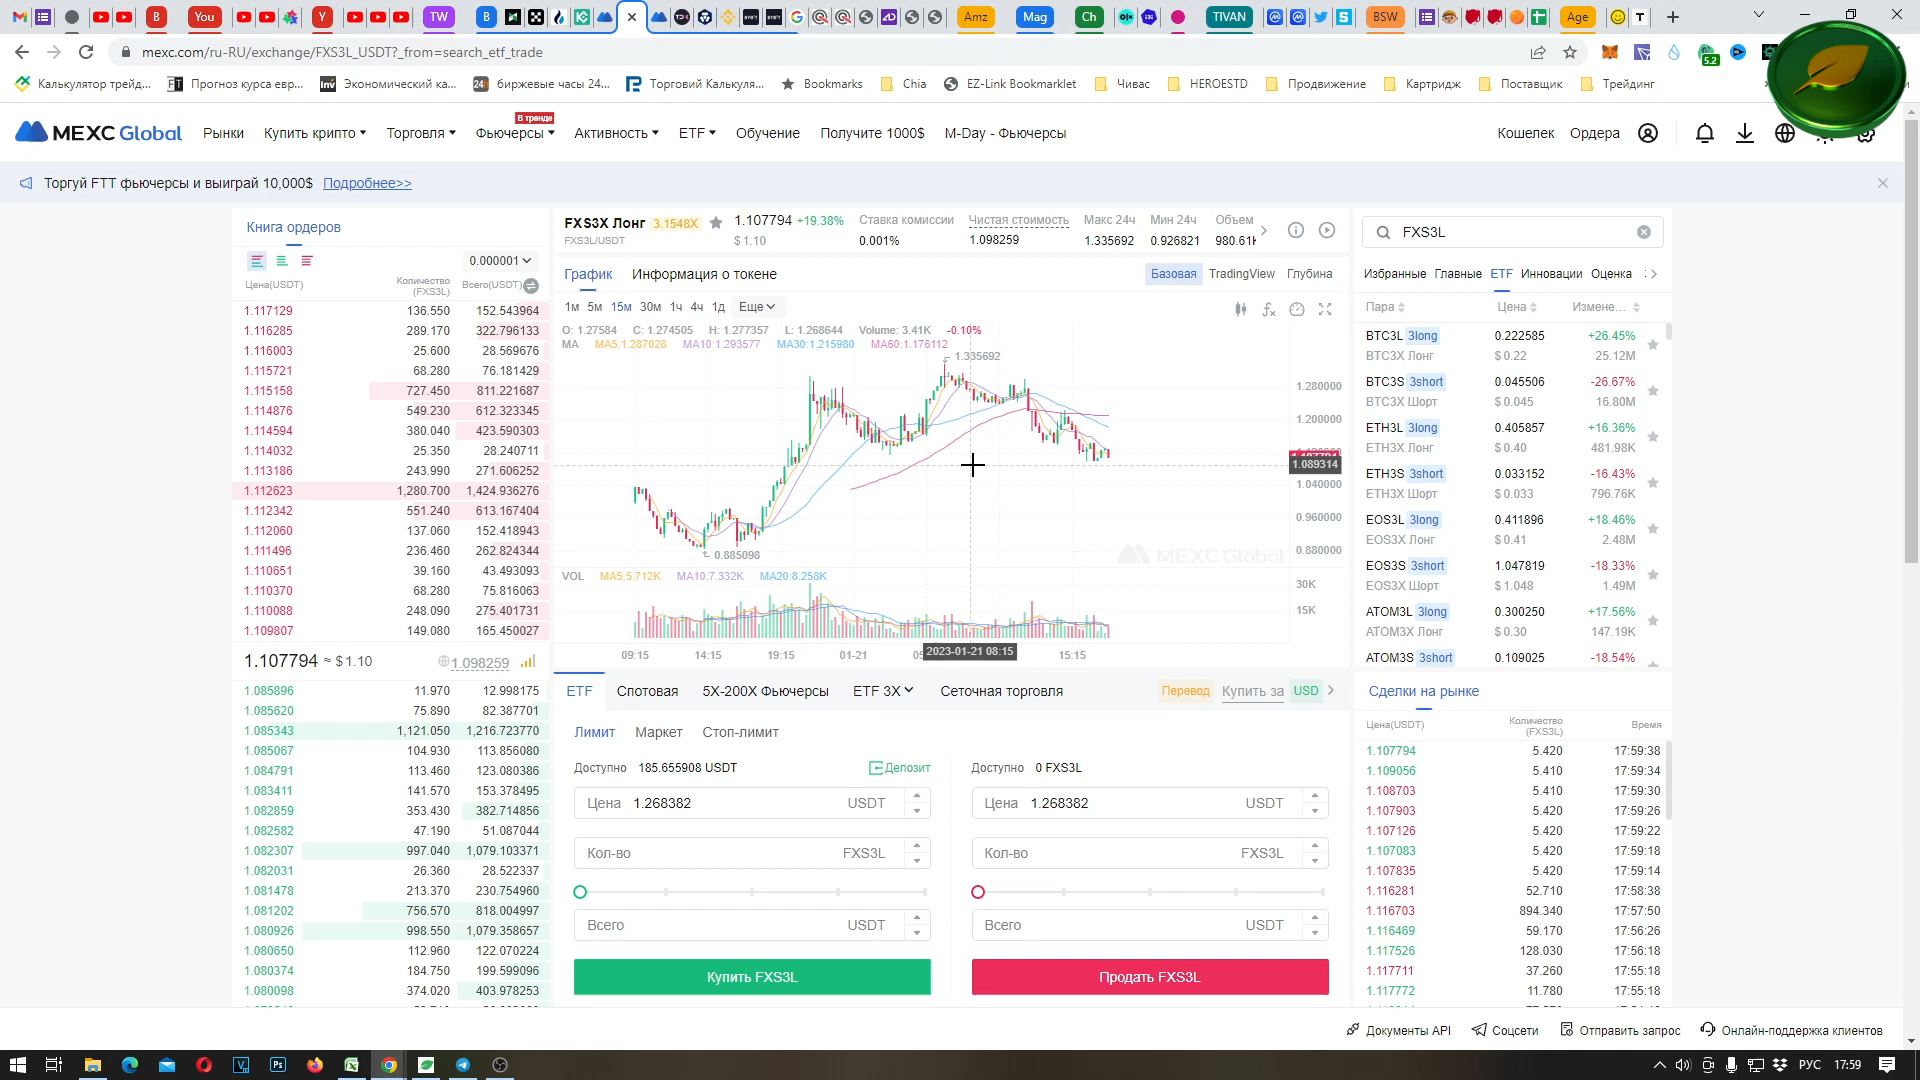 B
You
Y
TW
B
Amz
Mag
Ch
TIVAN
BSW
Age
mexc.com/ru-RU/exchange/FXS3L_USDT?_from=search_etf_trade
5.2
Калькулятор трейд...
Прогноз курса евр...
Экономический ка...
биржевые часы 24...
Торговий Калькуля...
Bookmarks
Chia
EZ-Link Bookmarklet
Чивас
HEROESTD
Продвижение
Картридж
Поставщик
Трейдинг
MEXC Global
Рынки
Купить крипто
Торговля
Фьючерсы
В тренде
Активность
ETF
Обучение
Получите 1000$
M-Day - Фьючерсы
Кошелек
Ордера
Торгуй FTT фьючерсы и выиграй 10,000$ Подробнее>>
Книга ордеров
0.000001
Цена(USDT) Количество (FXS3L) Всего(USDT)
1.117129 136.550 152.543964
1.116285 289.170 322.796133
1.116003 25.600 28.569676
1.115721 68.280 76.181429
1.115158 727.450 811.221687
1.114876 549.230 612.323345
1.114594 380.040 423.590303
1.114032 25.350 28.240711
1.113186 243.990 271.606252
1.112623 1,280.700 1,424.936276
1.112342 551.240 613.167404
1.112060 137.060 152.418943
1.111496 236.460 262.824344
1.110651 39.160 43.493093
1.110370 68.280 75.816063
1.110088 248.090 275.401731
1.109807 149.080 165.450027
1.107794 ≈ $ 1.10 1.098259
1.085896 11.970 12.998175
1.085620 75.890 82.387701
1.085343 1,121.050 1,216.723770
1.085067 104.930 113.856080
1.084791 113.460 123.080386
1.083411 141.570 153.378495
1.082859 353.430 382.714856
1.082582 47.190 51.087044
1.082307 997.040 1,079.103371
1.082031 26.360 28.522337
1.081478 213.370 230.754960
1.081202 756.570 818.004997
1.080926 998.550 1,079.358657
1.080650 112.960 122.070224
1.080374 184.750 199.599096
1.080098 374.020 403.978253
FXS3X Лонг 3.1548X
FXS3L/USDT
1.107794 +19.38%
$ 1.10
Ставка комиссии
0.001%
Чистая стоимость
1.098259
Макс 24ч
1.335692
Мин 24ч
0.926821
Объем
980.61K
График
Информация о токене
Базовая
TradingView
Глубина
1м 5м 15м 30м 1ч 4ч 1д Еще
O: 1.27584 C: 1.274505 H: 1.277357 L: 1.268644 Volume: 3.41K -0.10%
MA MA5:1.287028 MA10:1.293577 MA30:1.215980 MA60:1.176112
1.335692
0.885098
1.280000
1.200000
1.089314
1.040000
0.960000
0.880000
MEXC Global
VOL MA5:5.712K MA10:7.332K MA20:8.258K
30K
15K
09:15 14:15 19:15 01-21 2023-01-21 08:15 15:15
ETF
Спотовая
5X-200X Фьючерсы
ETF 3X
Сеточная торговля
Перевод
Купить за
USD
Лимит
Маркет
Стоп-лимит
Доступно 185.655908 USDT
Депозит
Цена 1.268382 USDT
Кол-во FXS3L
Всего USDT
Купить FXS3L
Доступно 0 FXS3L
Цена 1.268382 USDT
Кол-во FXS3L
Всего USDT
Продать FXS3L
FXS3L
Избранные Главные ETF Инновации Оценка
Пара Цена Измене...
BTC3L 3long 0.222585 +26.45%
BTC3X Лонг $ 0.22 25.12M
BTC3S 3short 0.045506 -26.67%
BTC3X Шорт $ 0.045 16.80M
ETH3L 3long 0.405857 +16.36%
ETH3X Лонг $ 0.40 481.98K
ETH3S 3short 0.033152 -16.43%
ETH3X Шорт $ 0.033 796.76K
EOS3L 3long 0.411896 +18.46%
EOS3X Лонг $ 0.41 2.48M
EOS3S 3short 1.047819 -18.33%
EOS3X Шорт $ 1.048 1.49M
ATOM3L 3long 0.300250 +17.56%
ATOM3X Лонг $ 0.30 147.19K
ATOM3S 3short 0.109025 -18.54%
Сделки на рынке
Цена(USDT) Количество (FXS3L) Время
1.107794 5.420 17:59:38
1.109056 5.410 17:59:34
1.108703 5.410 17:59:30
1.107903 5.420 17:59:26
1.107126 5.420 17:59:22
1.107083 5.420 17:59:18
1.107835 5.420 17:59:14
1.116281 52.710 17:58:38
1.116703 894.340 17:57:50
1.116469 59.170 17:56:26
1.117526 128.030 17:56:18
1.117711 37.260 17:55:18
1.117772 11.780 17:55:18
Документы API
Соцсети
Отправить запрос
Онлайн-поддержка клиентов
РУС
17:59